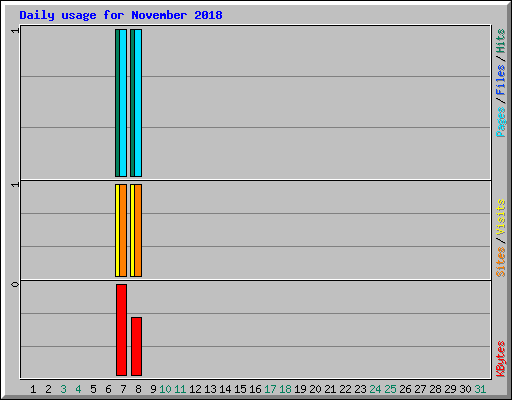 Daily usage for November 2018
1
1
0
Pages / Files / Hits
Sites / Visits
KBytes
1 2 3 4 5 6 7 8 9 10 11 12 13 14 15 16 17 18 19 20 21 22 23 24 25 26 27 28 29 30 31